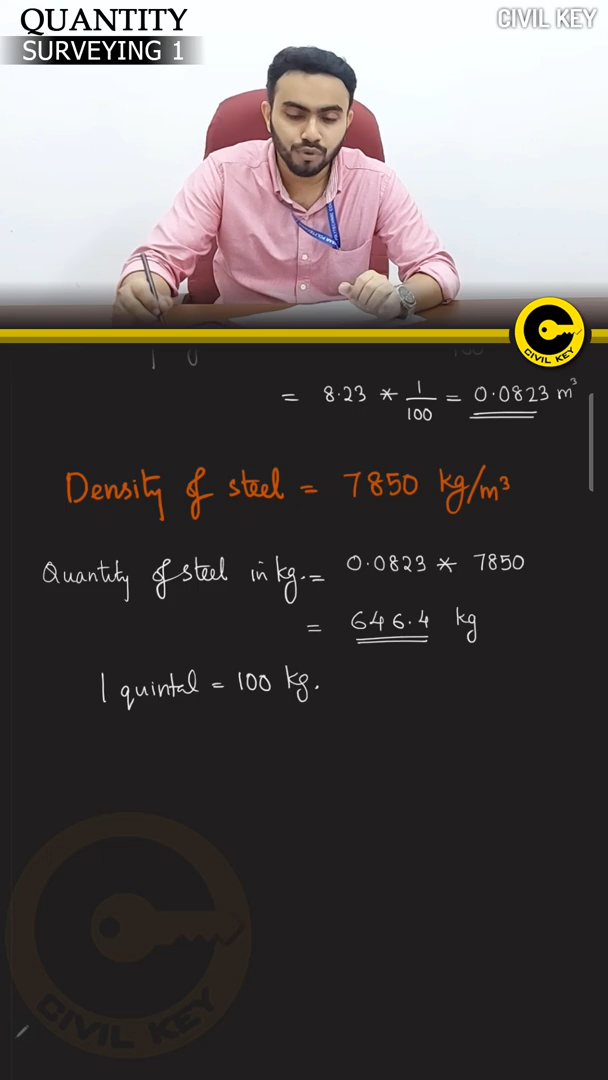 QUANTITY
SURVEYING 1
CIVIL KEY
CIVIL KEY
= 8.23 * 1/100 = 0.0823 m³
Density of steel = 7850 kg/m³
Quantity of steel in kg. = 0.0823 * 7850
= 646.4 kg
1 quintal = 100 kg.
CIVIL KEY